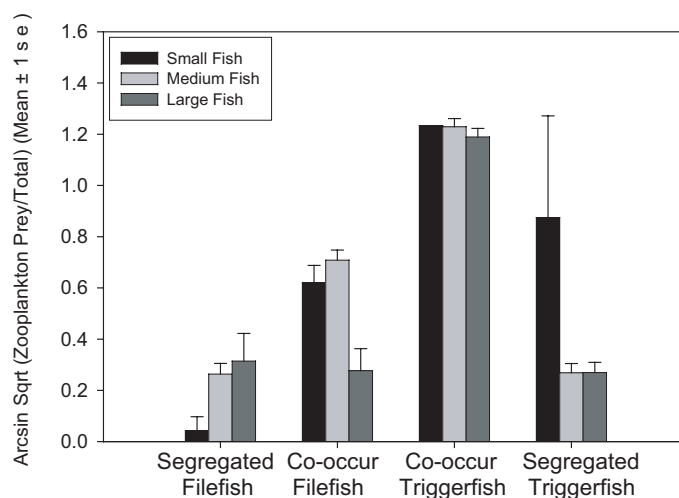 Arcsin Sqrt (Zooplankton Prey/Total) (Mean ± 1 s e )
1.6
1.4
1.2
1.0
0.8
0.6
0.4
0.2
0.0
Small Fish
Medium Fish
Large Fish
Segregated
Filefish
Co-occur
Filefish
Co-occur
Triggerfish
Segregated
Triggerfish